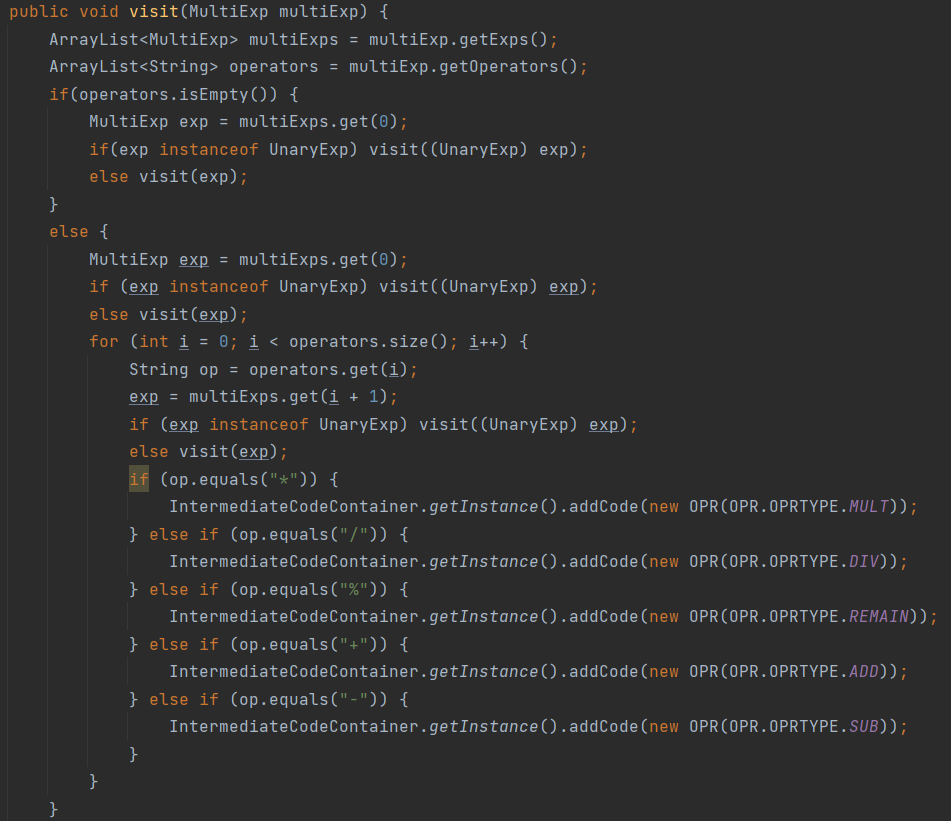 public void visit(MultiExp multiExp) {
    ArrayList<MultiExp> multiExps = multiExp.getExps();
    ArrayList<String> operators = multiExp.getOperators();
    if(operators.isEmpty()) {
        MultiExp exp = multiExps.get(0);
        if(exp instanceof UnaryExp) visit((UnaryExp) exp);
        else visit(exp);
    }
    else {
        MultiExp exp = multiExps.get(0);
        if (exp instanceof UnaryExp) visit((UnaryExp) exp);
        else visit(exp);
        for (int i = 0; i < operators.size(); i++) {
            String op = operators.get(i);
            exp = multiExps.get(i + 1);
            if (exp instanceof UnaryExp) visit((UnaryExp) exp);
            else visit(exp);
            if (op.equals("*")) {
                IntermediateCodeContainer.getInstance().addCode(new OPR(OPR.OPRTYPE.MULT));
            } else if (op.equals("/")) {
                IntermediateCodeContainer.getInstance().addCode(new OPR(OPR.OPRTYPE.DIV));
            } else if (op.equals("%")) {
                IntermediateCodeContainer.getInstance().addCode(new OPR(OPR.OPRTYPE.REMAIN));
            } else if (op.equals("+")) {
                IntermediateCodeContainer.getInstance().addCode(new OPR(OPR.OPRTYPE.ADD));
            } else if (op.equals("-")) {
                IntermediateCodeContainer.getInstance().addCode(new OPR(OPR.OPRTYPE.SUB));
            }
        }
    }